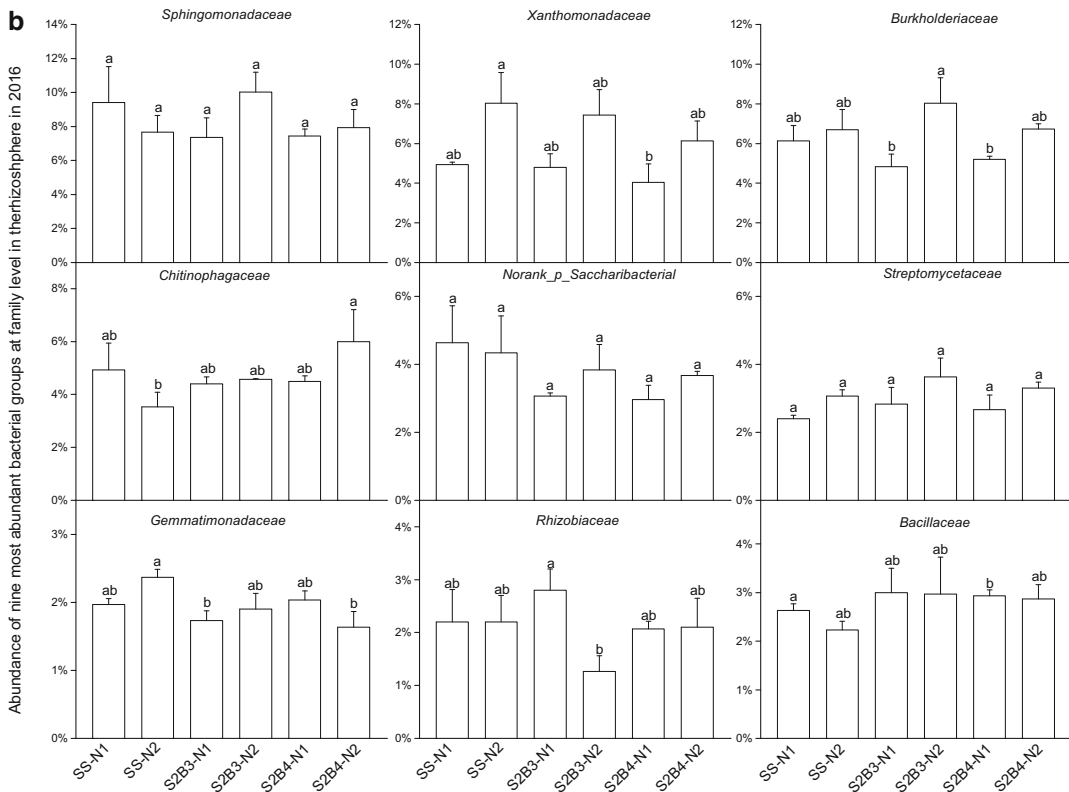 b
Abundance of nine most abundant bacterial groups at family level in therhizoshphere in 2016
Sphingomonadaceae
14%
12%
10%
8%
6%
4%
2%
0%
a
a
a
a
a
a
Xanthomonadaceae
12%
10%
8%
6%
4%
2%
0%
ab
a
ab
ab
b
ab
Burkholderiaceae
12%
10%
8%
6%
4%
2%
0%
ab
ab
b
a
b
ab
Chitinophagaceae
8%
6%
4%
2%
0%
ab
b
ab
ab
ab
a
Norank_p_Saccharibacterial
6%
4%
2%
0%
a
a
a
a
a
a
Streptomycetaceae
6%
4%
2%
0%
a
a
a
a
a
a
Gemmatimonadaceae
3%
2%
1%
0%
ab
a
b
ab
ab
b
SS-N1
SS-N2
S2B3-N1
S2B3-N2
S2B4-N1
S2B4-N2
Rhizobiaceae
4%
3%
2%
1%
0%
ab
ab
a
b
ab
ab
SS-N1
SS-N2
S2B3-N1
S2B3-N2
S2B4-N1
S2B4-N2
Bacillaceae
4%
3%
2%
1%
0%
a
ab
ab
ab
b
ab
SS-N1
SS-N2
S2B3-N1
S2B3-N2
S2B4-N1
S2B4-N2